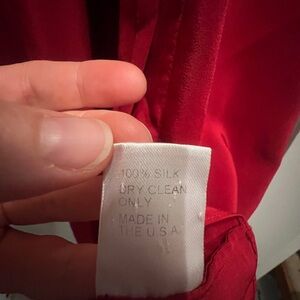 100% SILK
DRY CLEAN
ONLY
MADE IN
THE U.S.A.